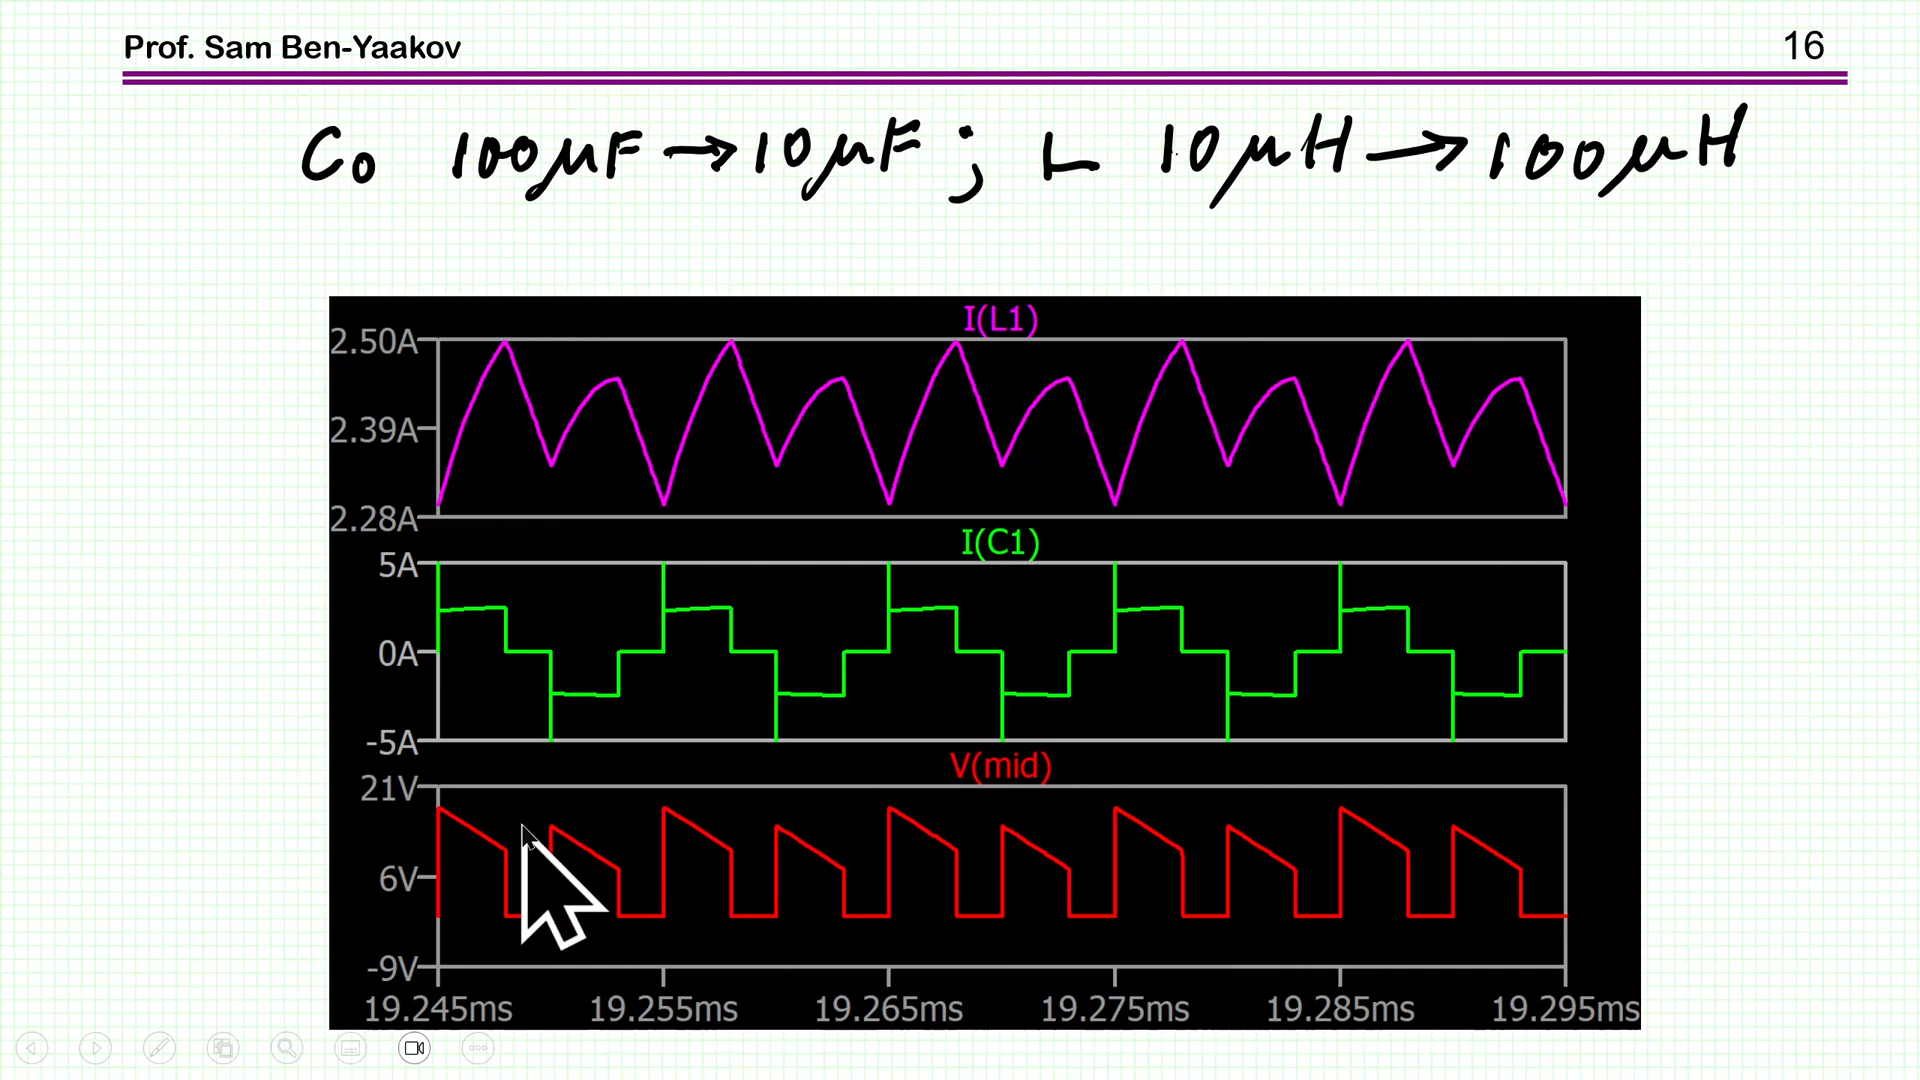 Prof. Sam Ben-Yaakov 16
Co 100μF → 10μF ; L 10μH → 100μH
I(L1)
2.50A
2.39A
2.28A
I(C1)
5A
0A
-5A
V(mid)
21V
6V
-9V
19.245ms 19.255ms 19.265ms 19.275ms 19.285ms 19.295ms